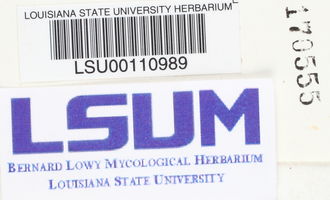 LOUISIANA STATE UNIVERSITY HERBARIUM
LSU00110989
170555
LSUM
BERNARD LOWY MYCOLOGICAL HERBARIUM
LOUISIANA STATE UNIVERSITY